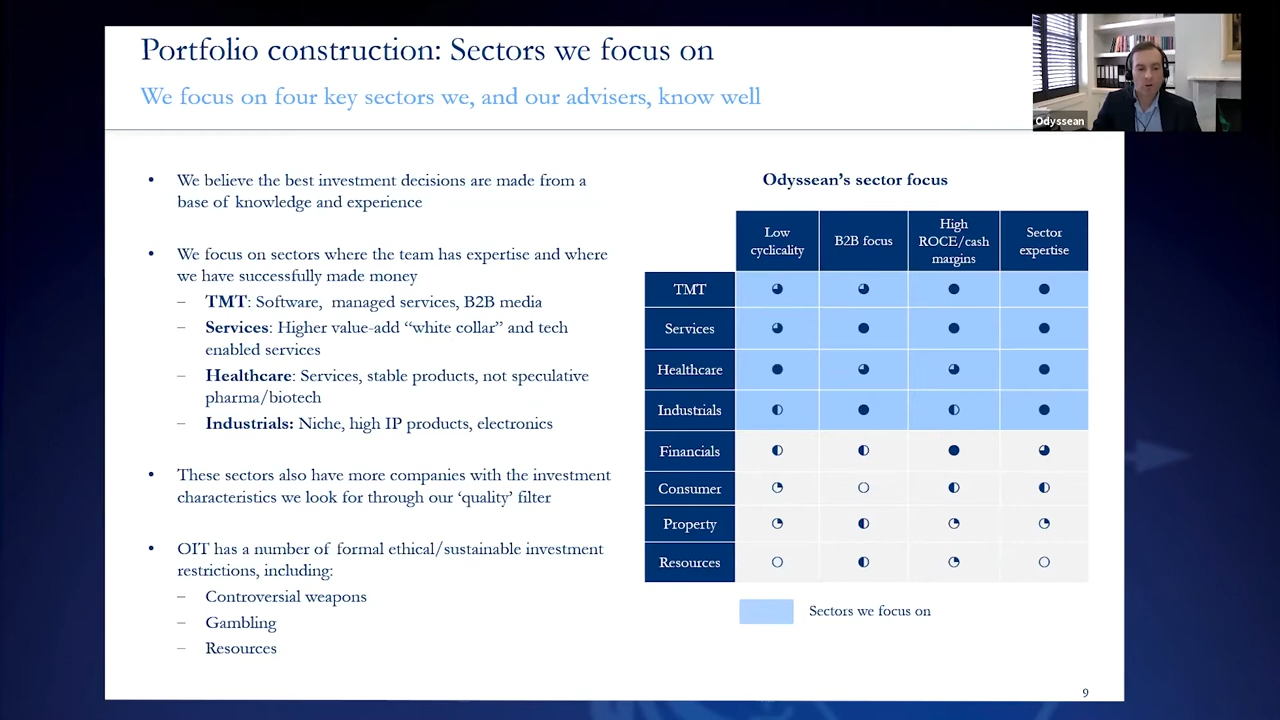 Portfolio construction: Sectors we focus on
We focus on four key sectors we, and our advisers, know well
Odyssean
• We believe the best investment decisions are made from a
base of knowledge and experience
• We focus on sectors where the team has expertise and where
we have successfully made money
– TMT: Software, managed services, B2B media
– Services: Higher value-add “white collar” and tech
enabled services
– Healthcare: Services, stable products, not speculative
pharma/biotech
– Industrials: Niche, high IP products, electronics
• These sectors also have more companies with the investment
characteristics we look for through our ‘quality’ filter
• OIT has a number of formal ethical/sustainable investment
restrictions, including:
– Controversial weapons
– Gambling
– Resources
Odyssean’s sector focus
Low
cyclicality
B2B focus
High
ROCE/cash
margins
Sector
expertise
TMT
Services
Healthcare
Industrials
Financials
Consumer
Property
Resources
Sectors we focus on
9